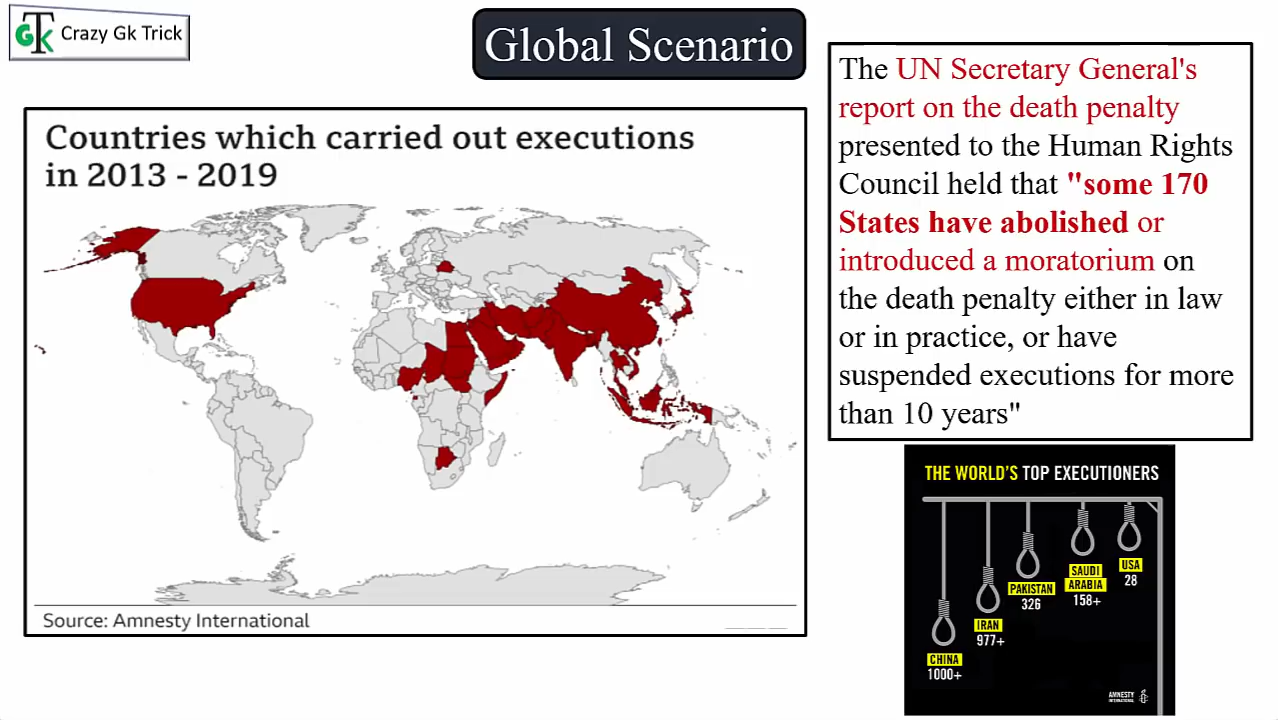 GTK Crazy Gk Trick
Global Scenario
Countries which carried out executions
in 2013 - 2019
Source: Amnesty International
The UN Secretary General's
report on the death penalty
presented to the Human Rights
Council held that "some 170
States have abolished or
introduced a moratorium on
the death penalty either in law
or in practice, or have
suspended executions for more
than 10 years"
THE WORLD'S TOP EXECUTIONERS
CHINA
1000+
IRAN
977+
PAKISTAN
326
SAUDI
ARABIA
158+
USA
28
AMNESTY
INTERNATIONAL